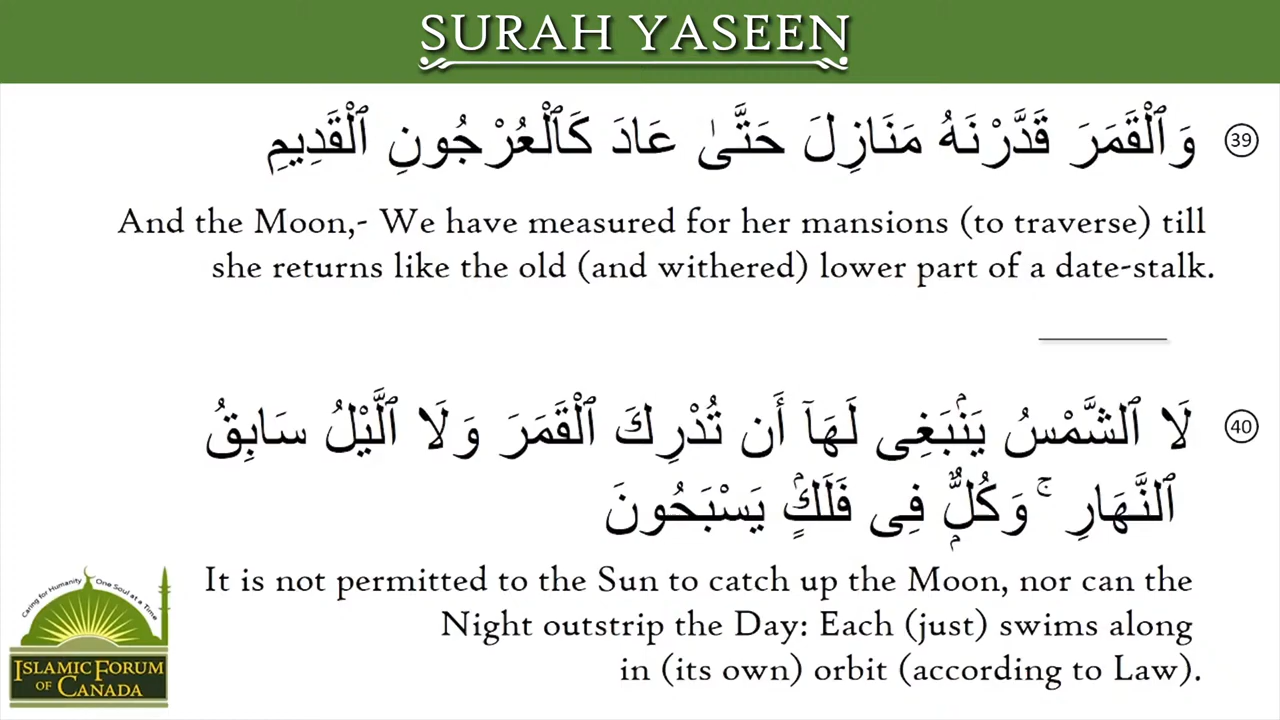 SURAH YASEEN
وَٱلْقَمَرَ قَدَّرْنَٰهُ مَنَازِلَ حَتَّىٰ عَادَ كَٱلْعُرْجُونِ ٱلْقَدِيمِ 39
And the Moon,- We have measured for her mansions (to traverse) till
she returns like the old (and withered) lower part of a date-stalk.
لَا ٱلشَّمْسُ يَنۢبَغِى لَهَآ أَن تُدْرِكَ ٱلْقَمَرَ وَلَا ٱلَّيْلُ سَابِقُ 40
ٱلنَّهَارِ ۚ وَكُلٌّۭ فِى فَلَكٍۢ يَسْبَحُونَ
It is not permitted to the Sun to catch up the Moon, nor can the
Night outstrip the Day: Each (just) swims along
in (its own) orbit (according to Law).
Caring for Humanity One Soul at a Time
ISLAMIC FORUM
OF CANADA